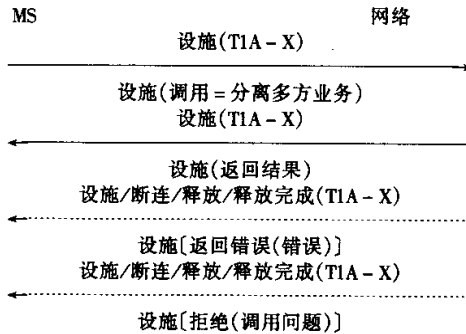 MS 网络
设施(T1A-X)
设施(调用=分离多方业务)
设施(T1A-X)
设施(返回结果)
设施/断连/释放/释放完成(T1A-X)
设施[返回错误(错误)]
设施/断连/释放/释放完成(T1A-X)
设施[拒绝(调用问题)]